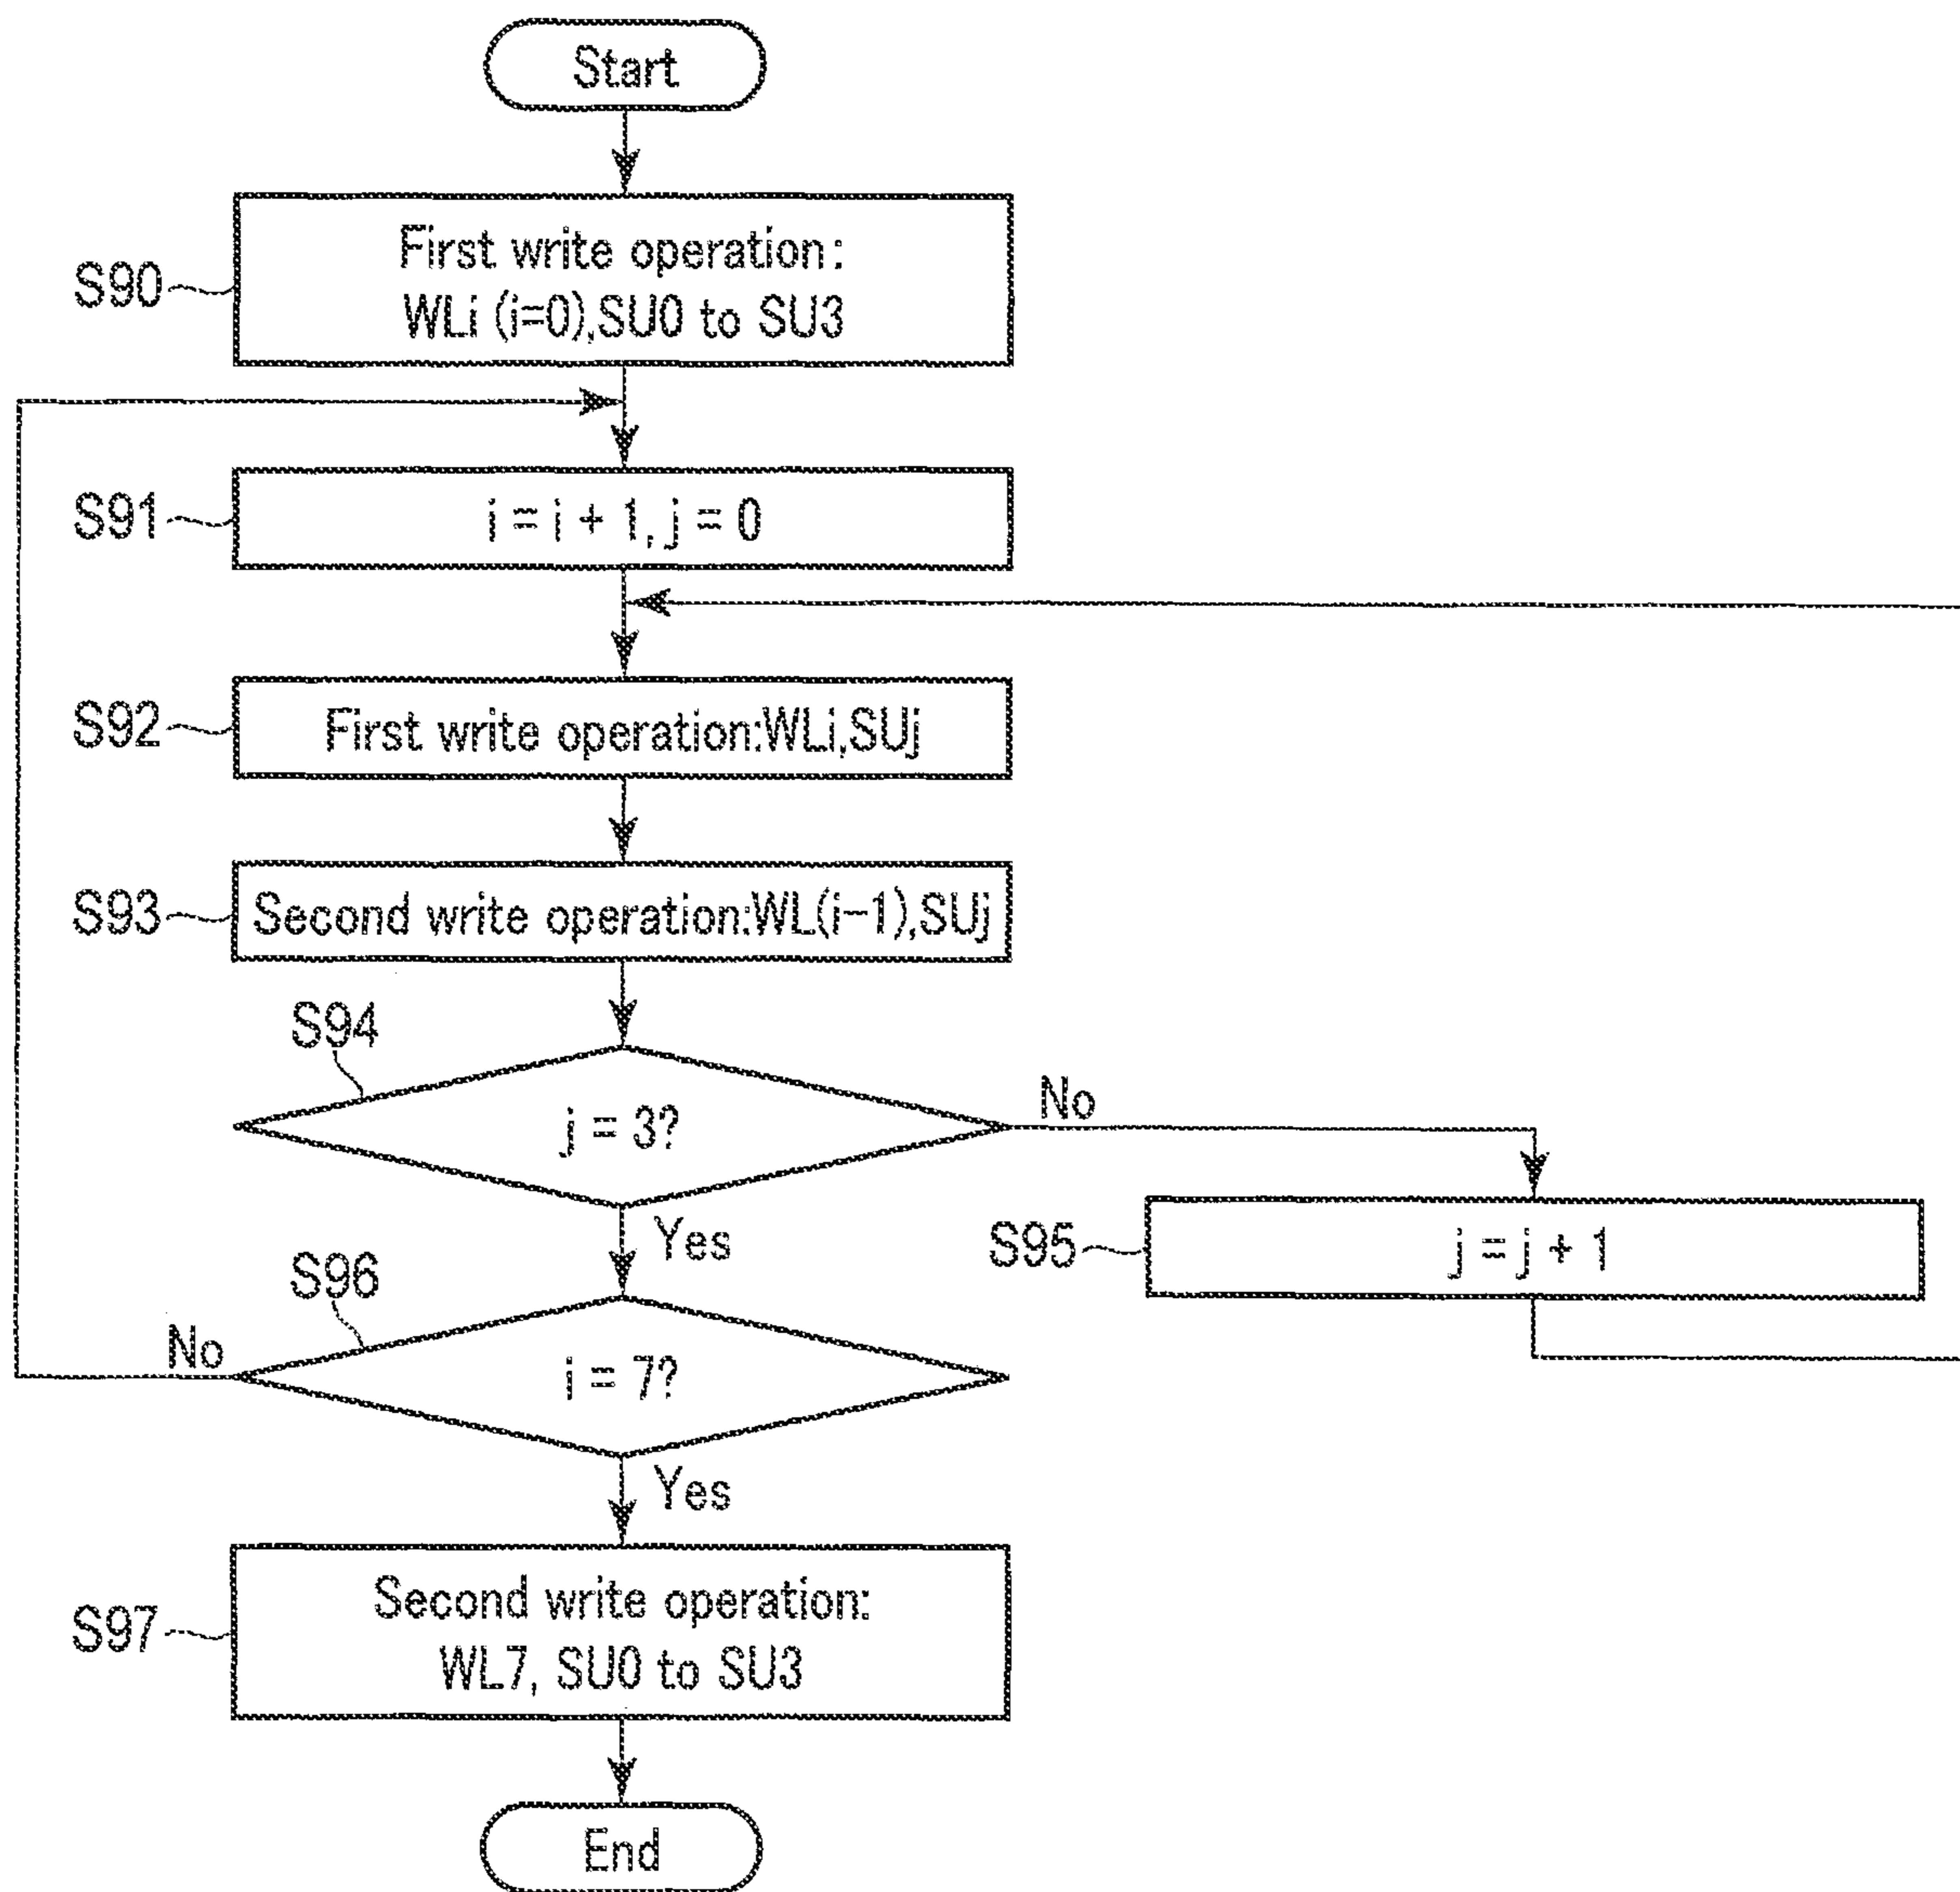 Start
S90
First write operation:
WLi (i=0),SU0 to SU3
S91
i = i + 1, j = 0
S92
First write operation:WLi,SUj
S93
Second write operation:WL(i-1),SUj
S94
j = 3?
No
Yes
S95
j = j + 1
S96
i = 7?
No
Yes
S97
Second write operation:
WL7, SU0 to SU3
End